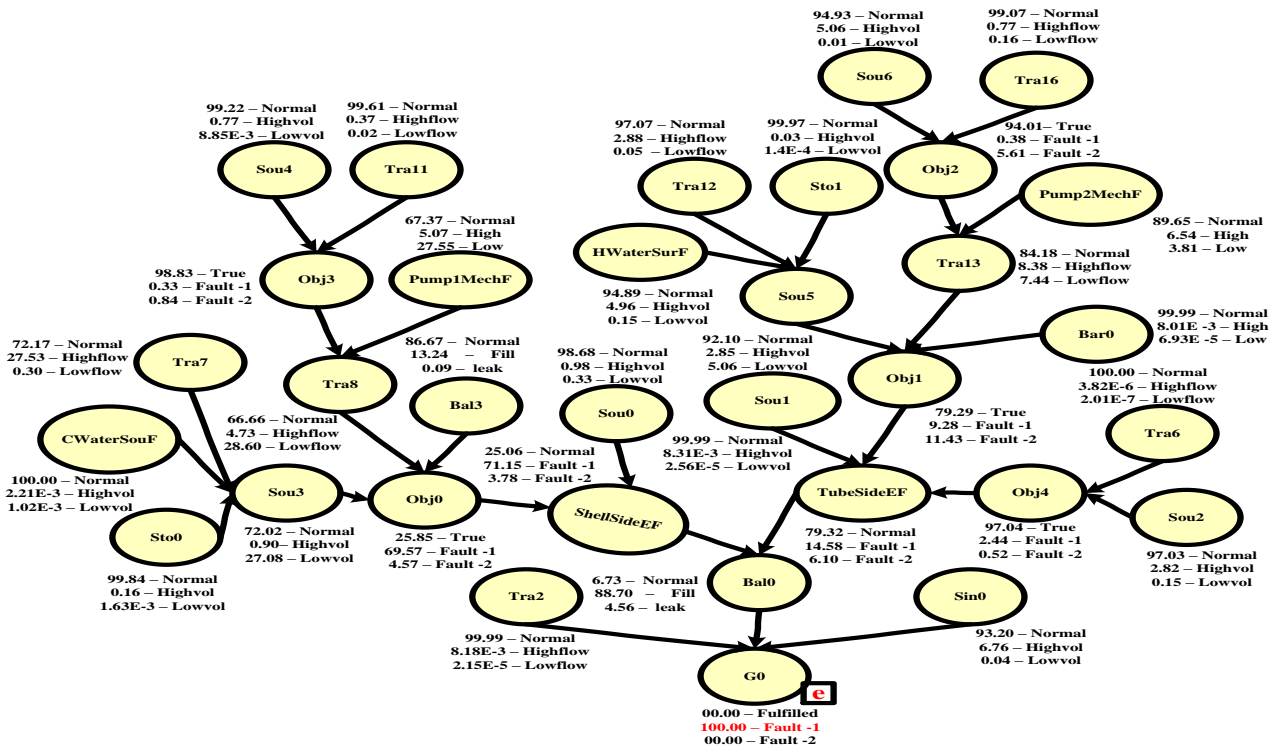 94.93 – Normal
5.06 – Highvol
0.01 – Lowvol
99.07 – Normal
0.77 – Highflow
0.16 – Lowflow
Sou6
Tra16
99.22 – Normal
0.77 – Highvol
8.85E-3 – Lowvol
99.61 – Normal
0.37 – Highflow
0.02 – Lowflow
97.07 – Normal
2.88 – Highflow
0.05 – Lowflow
99.97 – Normal
0.03 – Highvol
1.4E-4 – Lowvol
94.01– True
0.38 – Fault -1
5.61 – Fault -2
Sou4
Tra11
Tra12
Sto1
Obj2
Pump2MechF
89.65 – Normal
6.54 – High
3.81 – Low
67.37 – Normal
5.07 – High
27.55 – Low
HWaterSurF
94.89 – Normal
4.96 – Highvol
0.15 – Lowvol
Sou5
Tra13
84.18 – Normal
8.38 – Highflow
7.44 – Lowflow
98.83 – True
0.33 – Fault -1
0.84 – Fault -2
Obj3
Pump1MechF
99.99 – Normal
8.01E -3 – High
6.93E -5 – Low
Bar0
72.17 – Normal
27.53 – Highflow
0.30 – Lowflow
Tra7
86.67 – Normal
13.24 – Fill
0.09 – leak
98.68 – Normal
0.98 – Highvol
0.33 – Lowvol
92.10 – Normal
2.85 – Highvol
5.06 – Lowvol
Obj1
100.00 – Normal
3.82E-6 – Highflow
2.01E-7 – Lowflow
Tra8
Bal3
Sou0
Sou1
79.29 – True
9.28 – Fault -1
11.43 – Fault -2
Tra6
CWaterSouF
66.66 – Normal
4.73 – Highflow
28.60 – Lowflow
25.06 – Normal
71.15 – Fault -1
3.78 – Fault -2
99.99 – Normal
8.31E-3 – Highvol
2.56E-5 – Lowvol
100.00 – Normal
2.21E-3 – Highvol
1.02E-3 – Lowvol
Sou3
Obj0
ShellSideEF
TubeSideEF
Obj4
Sou2
Sto0
72.02 – Normal
0.90– Highvol
27.08 – Lowvol
25.85 – True
69.57 – Fault -1
4.57 – Fault -2
79.32 – Normal
14.58 – Fault -1
6.10 – Fault -2
97.04 – True
2.44 – Fault -1
0.52 – Fault -2
97.03 – Normal
2.82 – Highvol
0.15 – Lowvol
99.84 – Normal
0.16 – Highvol
1.63E-3 – Lowvol
6.73 – Normal
88.70 – Fill
4.56 – leak
Bal0
Tra2
Sin0
99.99 – Normal
8.18E-3 – Highflow
2.15E-5 – Lowflow
93.20 – Normal
6.76 – Highvol
0.04 – Lowvol
G0
e
00.00 – Fulfilled
100.00 – Fault -1
00.00 – Fault -2